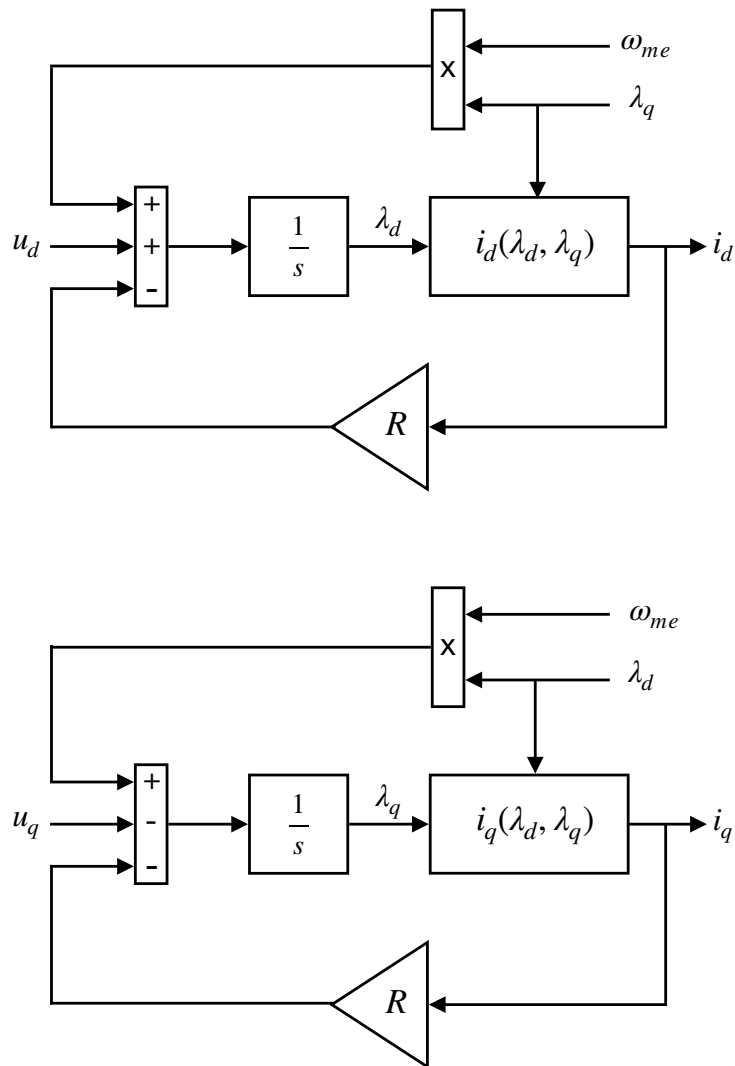 ω_me
x
λ_q
+
u_d
+
-
1/s
λ_d
i_d(λ_d, λ_q)
i_d
R
ω_me
x
λ_d
+
u_q
-
-
1/s
λ_q
i_q(λ_d, λ_q)
i_q
R